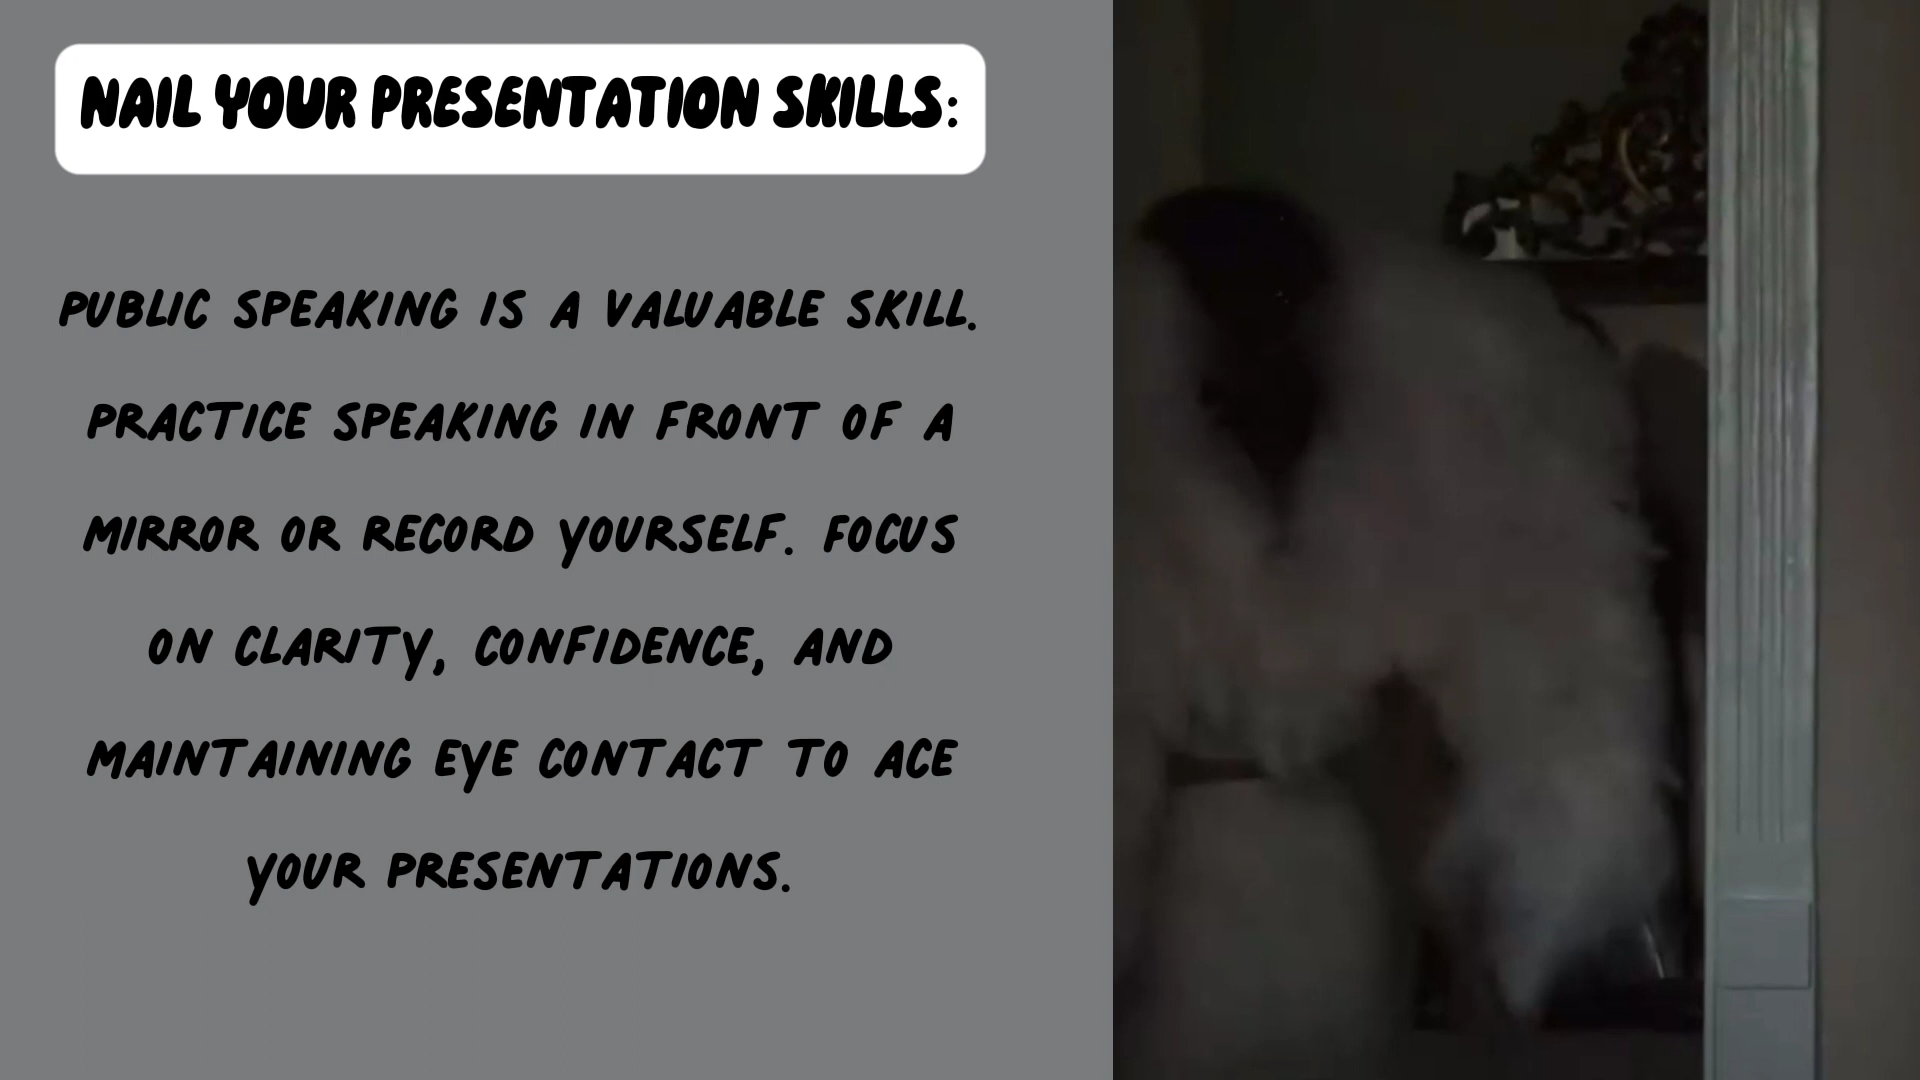 NAIL YOUR PRESENTATION SKILLS:
PUBLIC SPEAKING IS A VALUABLE SKILL.
PRACTICE SPEAKING IN FRONT OF A
MIRROR OR RECORD YOURSELF. FOCUS
ON CLARITY, CONFIDENCE, AND
MAINTAINING EYE CONTACT TO ACE
YOUR PRESENTATIONS.